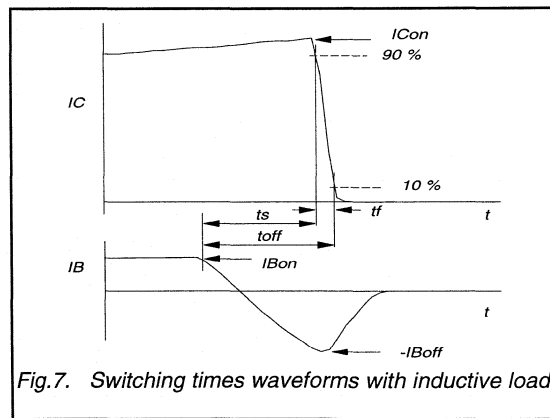 ICon
90 %
IC
10 %
ts
tf
t
toff
IB
IBon
t
-IBoff
Fig.7. Switching times waveforms with inductive load